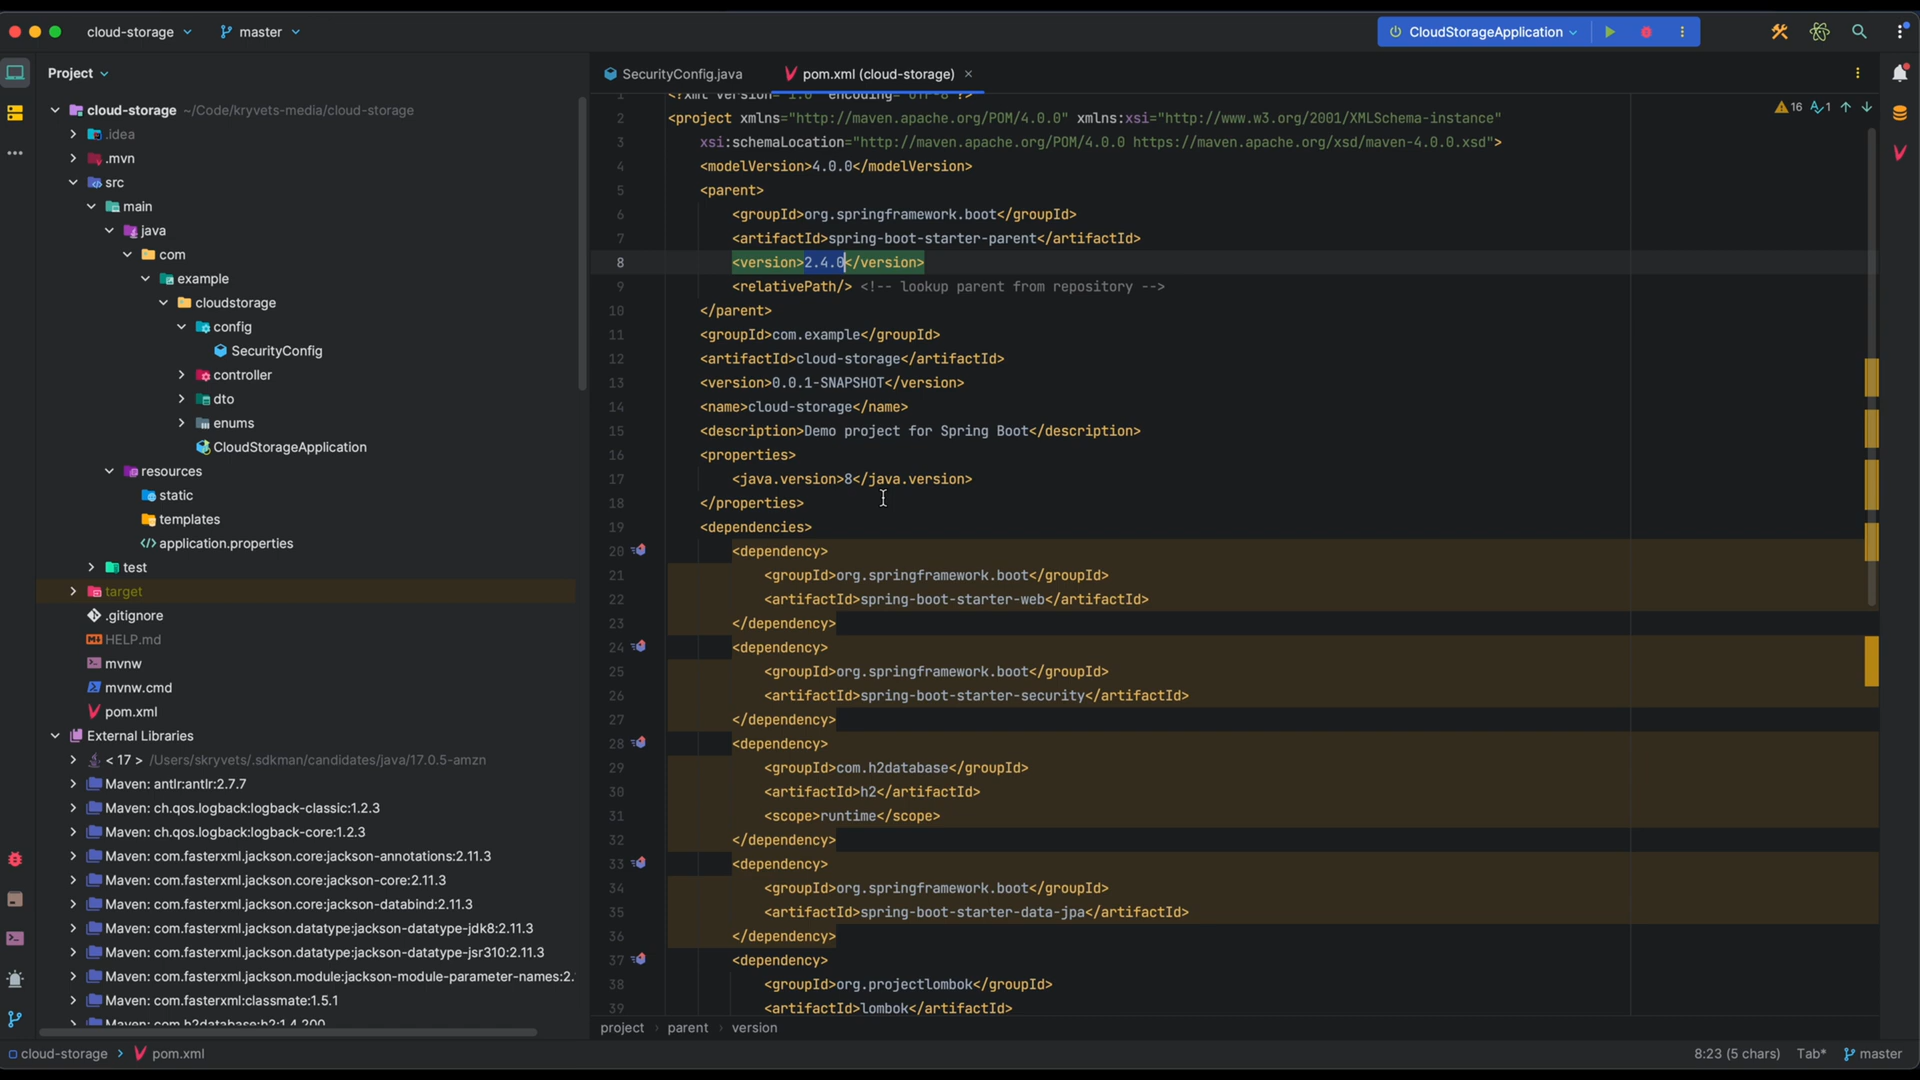 cloud-storage
master
CloudStorageApplication
Project
SecurityConfig.java
pom.xml (cloud-storage)
cloud-storage ~/Code/kryvets-media/cloud-storage
.idea
.mvn
src
main
java
com
example
cloudstorage
config
SecurityConfig
controller
dto
enums
CloudStorageApplication
resources
static
templates
application.properties
test
target
.gitignore
HELP.md
mvnw
mvnw.cmd
pom.xml
External Libraries
< 17 > /Users/skryvets/.sdkman/candidates/java/17.0.5-amzn
Maven: antlr:antlr:2.7.7
Maven: ch.qos.logback:logback-classic:1.2.3
Maven: ch.qos.logback:logback-core:1.2.3
Maven: com.fasterxml.jackson.core:jackson-annotations:2.11.3
Maven: com.fasterxml.jackson.core:jackson-core:2.11.3
Maven: com.fasterxml.jackson.core:jackson-databind:2.11.3
Maven: com.fasterxml.jackson.datatype:jackson-datatype-jdk8:2.11.3
Maven: com.fasterxml.jackson.datatype:jackson-datatype-jsr310:2.11.3
Maven: com.fasterxml.jackson.module:jackson-module-parameter-names:2.
Maven: com.fasterxml:classmate:1.5.1
Maven: com.h2database:h2:1.4.200
16 1
1 <?xml version="1.0" encoding="UTF-8"?>
2 <project xmlns="http://maven.apache.org/POM/4.0.0" xmlns:xsi="http://www.w3.org/2001/XMLSchema-instance"
3 xsi:schemaLocation="http://maven.apache.org/POM/4.0.0 https://maven.apache.org/xsd/maven-4.0.0.xsd">
4 <modelVersion>4.0.0</modelVersion>
5 <parent>
6 <groupId>org.springframework.boot</groupId>
7 <artifactId>spring-boot-starter-parent</artifactId>
8 <version>2.4.0</version>
9 <relativePath/> <!-- lookup parent from repository -->
10 </parent>
11 <groupId>com.example</groupId>
12 <artifactId>cloud-storage</artifactId>
13 <version>0.0.1-SNAPSHOT</version>
14 <name>cloud-storage</name>
15 <description>Demo project for Spring Boot</description>
16 <properties>
17 <java.version>8</java.version>
18 </properties>
19 <dependencies>
20 <dependency>
21 <groupId>org.springframework.boot</groupId>
22 <artifactId>spring-boot-starter-web</artifactId>
23 </dependency>
24 <dependency>
25 <groupId>org.springframework.boot</groupId>
26 <artifactId>spring-boot-starter-security</artifactId>
27 </dependency>
28 <dependency>
29 <groupId>com.h2database</groupId>
30 <artifactId>h2</artifactId>
31 <scope>runtime</scope>
32 </dependency>
33 <dependency>
34 <groupId>org.springframework.boot</groupId>
35 <artifactId>spring-boot-starter-data-jpa</artifactId>
36 </dependency>
37 <dependency>
38 <groupId>org.projectlombok</groupId>
39 <artifactId>lombok</artifactId>
project > parent > version
cloud-storage > pom.xml
8:23 (5 chars) Tab* master